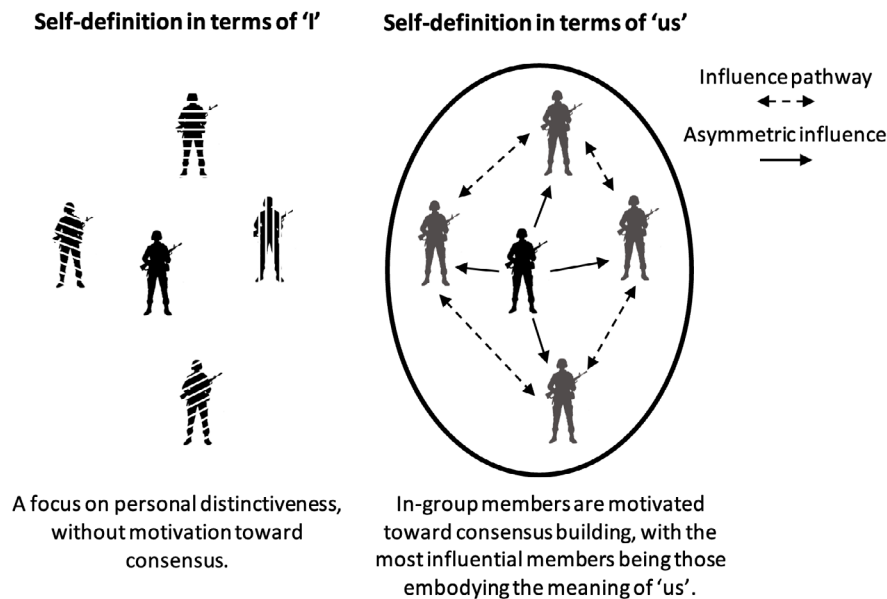 Self-definition in terms of ‘I’
Self-definition in terms of ‘us’
Influence pathway
Asymmetric influence
A focus on personal distinctiveness,
without motivation toward
consensus.
In-group members are motivated
toward consensus building, with the
most influential members being those
embodying the meaning of ‘us’.